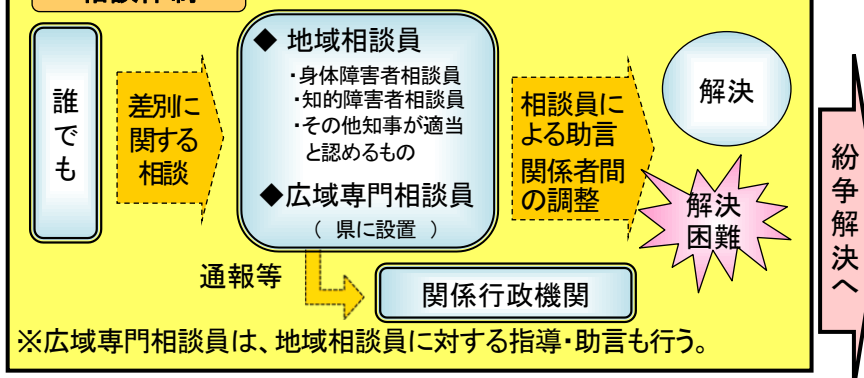 誰でも
差別に
関する
相談
◆ 地域相談員
・身体障害者相談員
・知的障害者相談員
・その他知事が適当
と認めるもの
◆広域専門相談員
（ 県に設置 ）
相談員に
よる助言
関係者間
の調整
解決
解決
困難
紛争解決へ
通報等
関係行政機関
※広域専門相談員は、地域相談員に対する指導・助言も行う。